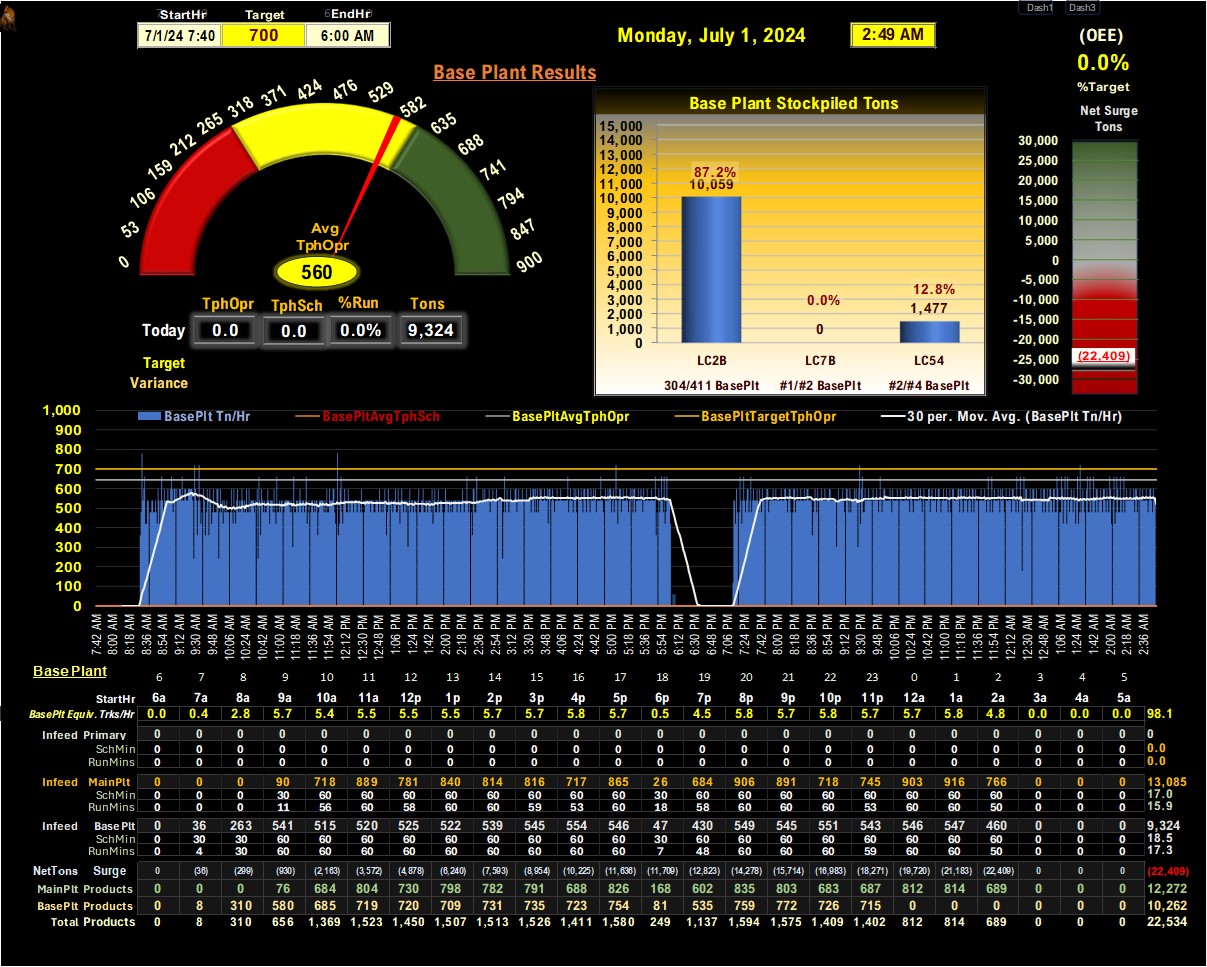 StartHr Target EndHr Dash1 Dash3
7/1/24 7:40 700 6:00 AM
Monday, July 1, 2024 2:49 AM
(OEE)
0.0%
%Target
Base Plant Results
0 53 106 159 212 265 318 371 424 476 529 582 635 688 741 794 847 900
Avg
TphOpr
560
TphOpr TphSch %Run Tons
Today 0.0 0.0 0.0% 9,324
Target
Variance
Base Plant Stockpiled Tons
15,000
14,000
13,000
12,000
11,000
10,000
9,000
8,000
7,000
6,000
5,000
4,000
3,000
2,000
1,000
0
87.2% 0.0% 12.8%
10,059 0 1,477
LC2B LC7B LC54
304/411 BasePlt #1/#2 BasePlt #2/#4 BasePlt
Net Surge
Tons
30,000
25,000
20,000
15,000
10,000
5,000
0
-5,000
-10,000
-15,000
-20,000
-25,000
-30,000
(22,409)
BasePlt Tn/Hr BasePltAvgTphSch BasePltAvgTphOpr BasePltTargetTphOpr 30 per. Mov. Avg. (BasePlt Tn/Hr)
1,000
900
800
700
600
500
400
300
200
100
0
7:42 AM 8:00 AM 8:18 AM 8:36 AM 8:54 AM 9:12 AM 9:30 AM 9:48 AM 10:06 AM 10:24 AM 10:42 AM 11:00 AM 11:18 AM 11:36 AM 11:54 AM 12:12 PM 12:30 PM 12:48 PM 1:06 PM 1:24 PM 1:42 PM 2:00 PM 2:18 PM 2:36 PM 2:54 PM 3:12 PM 3:30 PM 3:48 PM 4:06 PM 4:24 PM 4:42 PM 5:00 PM 5:18 PM 5:36 PM 5:54 PM 6:12 PM 6:30 PM 6:48 PM 7:06 PM 7:24 PM 7:42 PM 8:00 PM 8:18 PM 8:36 PM 8:54 PM 9:12 PM 9:30 PM 9:48 PM 10:06 PM 10:24 PM 10:42 PM 11:00 PM 11:18 PM 11:36 PM 11:54 PM 12:12 AM 12:30 AM 12:48 AM 1:06 AM 1:24 AM 1:42 AM 2:00 AM 2:18 AM 2:36 AM
Base Plant 6 7 8 9 10 11 12 13 14 15 16 17 18 19 20 21 22 23 0 1 2 3 4 5
StartHr 6a 7a 8a 9a 10a 11a 12p 1p 2p 3p 4p 5p 6p 7p 8p 9p 10p 11p 12a 1a 2a 3a 4a 5a
BasePlt Equiv. Trks/Hr 0.0 0.4 2.8 5.7 5.4 5.5 5.5 5.5 5.7 5.7 5.8 5.7 0.5 4.5 5.8 5.7 5.8 5.7 5.7 5.8 4.8 0.0 0.0 0.0 98.1
Infeed Primary 0 0 0 0 0 0 0 0 0 0 0 0 0 0 0 0 0 0 0 0 0 0 0 0 0
SchMin 0 0 0 0 0 0 0 0 0 0 0 0 0 0 0 0 0 0 0 0 0 0 0 0 0.0
RunMins 0 0 0 0 0 0 0 0 0 0 0 0 0 0 0 0 0 0 0 0 0 0 0 0 0.0
Infeed MainPlt 0 0 0 90 718 889 781 840 814 816 717 865 26 684 906 891 718 745 903 916 766 0 0 0 13,085
SchMin 0 0 0 30 60 60 60 60 60 60 60 60 30 60 60 60 60 60 60 60 60 0 0 0 17.0
RunMins 0 0 0 11 56 60 58 60 60 59 53 60 18 58 60 60 60 53 60 60 50 0 0 0 15.9
Infeed BasePlt 0 36 263 541 515 520 525 522 539 545 554 546 47 430 549 545 551 543 546 547 460 0 0 0 9,324
SchMin 0 30 30 60 60 60 60 60 60 60 60 60 30 60 60 60 60 60 60 60 60 0 0 0 18.5
RunMins 0 4 30 60 60 60 60 60 60 60 60 60 7 48 60 60 60 59 60 60 50 0 0 0 17.3
NetTons Surge 0 (36) (299) (930) (2,163) (3,572) (4,878) (6,240) (7,593) (8,954) (10,225) (11,636) (11,709) (12,823) (14,278) (15,714) (16,983) (18,271) (19,720) (21,183) (22,409) 0 0 0 (22,409)
MainPlt Products 0 0 0 76 684 804 730 798 782 791 688 826 168 602 835 803 683 687 812 814 689 0 0 0 12,272
BasePlt Products 0 8 310 580 685 719 720 709 731 735 723 754 81 535 759 772 726 715 0 0 0 0 0 0 10,262
Total Products 0 8 310 656 1,369 1,523 1,450 1,507 1,513 1,526 1,411 1,580 249 1,137 1,594 1,575 1,409 1,402 812 814 689 0 0 0 22,534